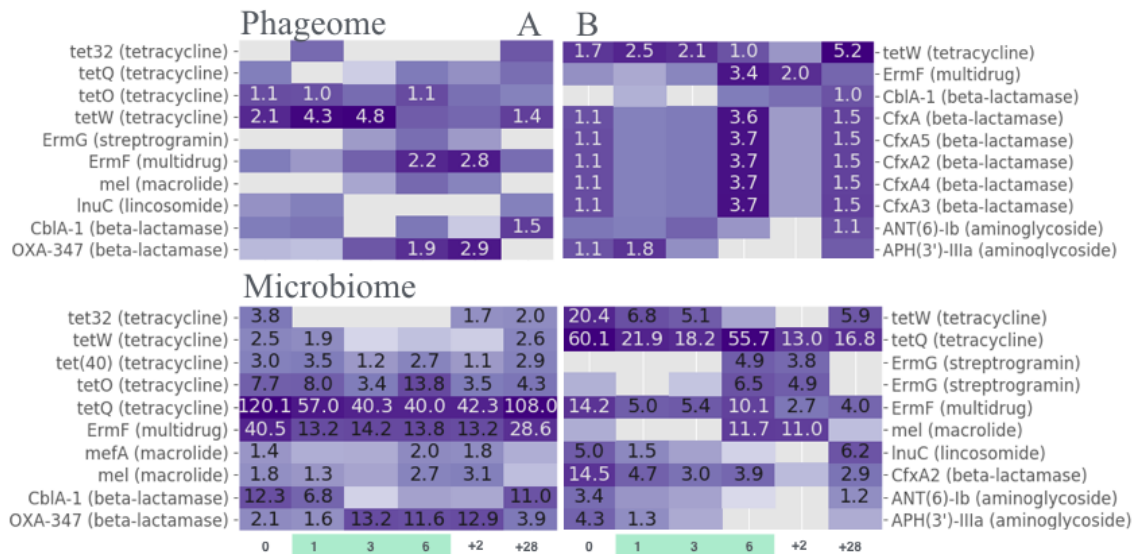 Phageome A B
tet32 (tetracycline)
tetQ (tetracycline)
tetO (tetracycline) 1.1 1.0 1.1
tetW (tetracycline) 2.1 4.3 4.8 1.4
ErmG (streptrogramin)
ErmF (multidrug) 2.2 2.8
mel (macrolide)
lnuC (lincosomide)
CblA-1 (beta-lactamase) 1.5
OXA-347 (beta-lactamase) 1.9 2.9
1.7 2.5 2.1 1.0 5.2 tetW (tetracycline)
3.4 2.0 ErmF (multidrug)
1.0 CblA-1 (beta-lactamase)
1.1 3.6 1.5 CfxA (beta-lactamase)
1.1 3.7 1.5 CfxA5 (beta-lactamase)
1.1 3.7 1.5 CfxA2 (beta-lactamase)
1.1 3.7 1.5 CfxA4 (beta-lactamase)
1.1 3.7 1.5 CfxA3 (beta-lactamase)
1.1 ANT(6)-Ib (aminoglycoside)
1.1 1.8 APH(3')-IIIa (aminoglycoside)
Microbiome
tet32 (tetracycline) 3.8 1.7 2.0
tetW (tetracycline) 2.5 1.9 2.6
tet(40) (tetracycline) 3.0 3.5 1.2 2.7 1.1 2.9
tetO (tetracycline) 7.7 8.0 3.4 13.8 3.5 4.3
tetQ (tetracycline) 120.1 57.0 40.3 40.0 42.3 108.0
ErmF (multidrug) 40.5 13.2 14.2 13.8 13.2 28.6
mefA (macrolide) 1.4 2.0 1.8
mel (macrolide) 1.8 1.3 2.7 3.1
CblA-1 (beta-lactamase) 12.3 6.8 11.0
OXA-347 (beta-lactamase) 2.1 1.6 13.2 11.6 12.9 3.9
0 1 3 6 +2 +28
20.4 6.8 5.1 5.9 tetW (tetracycline)
60.1 21.9 18.2 55.7 13.0 16.8 tetQ (tetracycline)
4.9 3.8 ErmG (streptrogramin)
6.5 4.9 ErmG (streptrogramin)
14.2 5.0 5.4 10.1 2.7 4.0 ErmF (multidrug)
11.7 11.0 mel (macrolide)
5.0 1.5 6.2 lnuC (lincosomide)
14.5 4.7 3.0 3.9 2.9 CfxA2 (beta-lactamase)
3.4 1.2 ANT(6)-Ib (aminoglycoside)
4.3 1.3 APH(3')-IIIa (aminoglycoside)
0 1 3 6 +2 +28